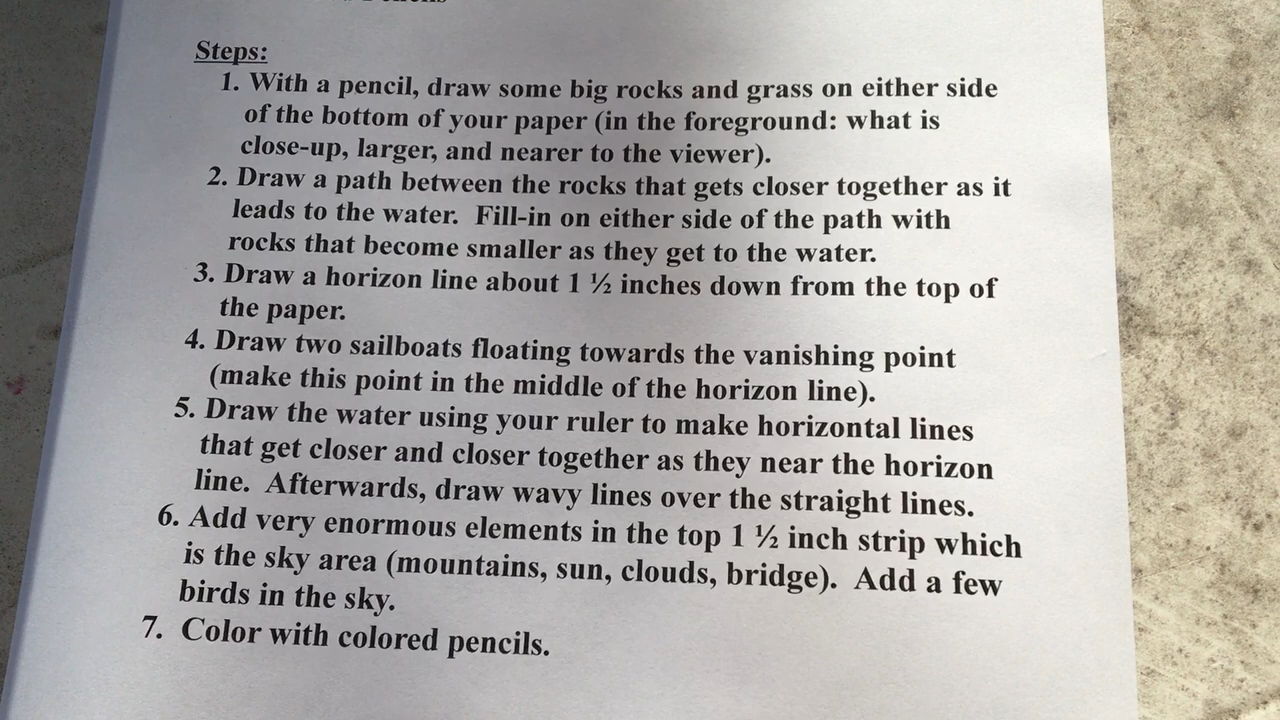 Steps:
1. With a pencil, draw some big rocks and grass on either side
of the bottom of your paper (in the foreground: what is
close-up, larger, and nearer to the viewer).
2. Draw a path between the rocks that gets closer together as it
leads to the water.  Fill-in on either side of the path with
rocks that become smaller as they get to the water.
3. Draw a horizon line about 1 ½ inches down from the top of
the paper.
4. Draw two sailboats floating towards the vanishing point
(make this point in the middle of the horizon line).
5. Draw the water using your ruler to make horizontal lines
that get closer and closer together as they near the horizon
line.  Afterwards, draw wavy lines over the straight lines.
6. Add very enormous elements in the top 1 ½ inch strip which
is the sky area (mountains, sun, clouds, bridge).  Add a few
birds in the sky.
7.  Color with colored pencils.